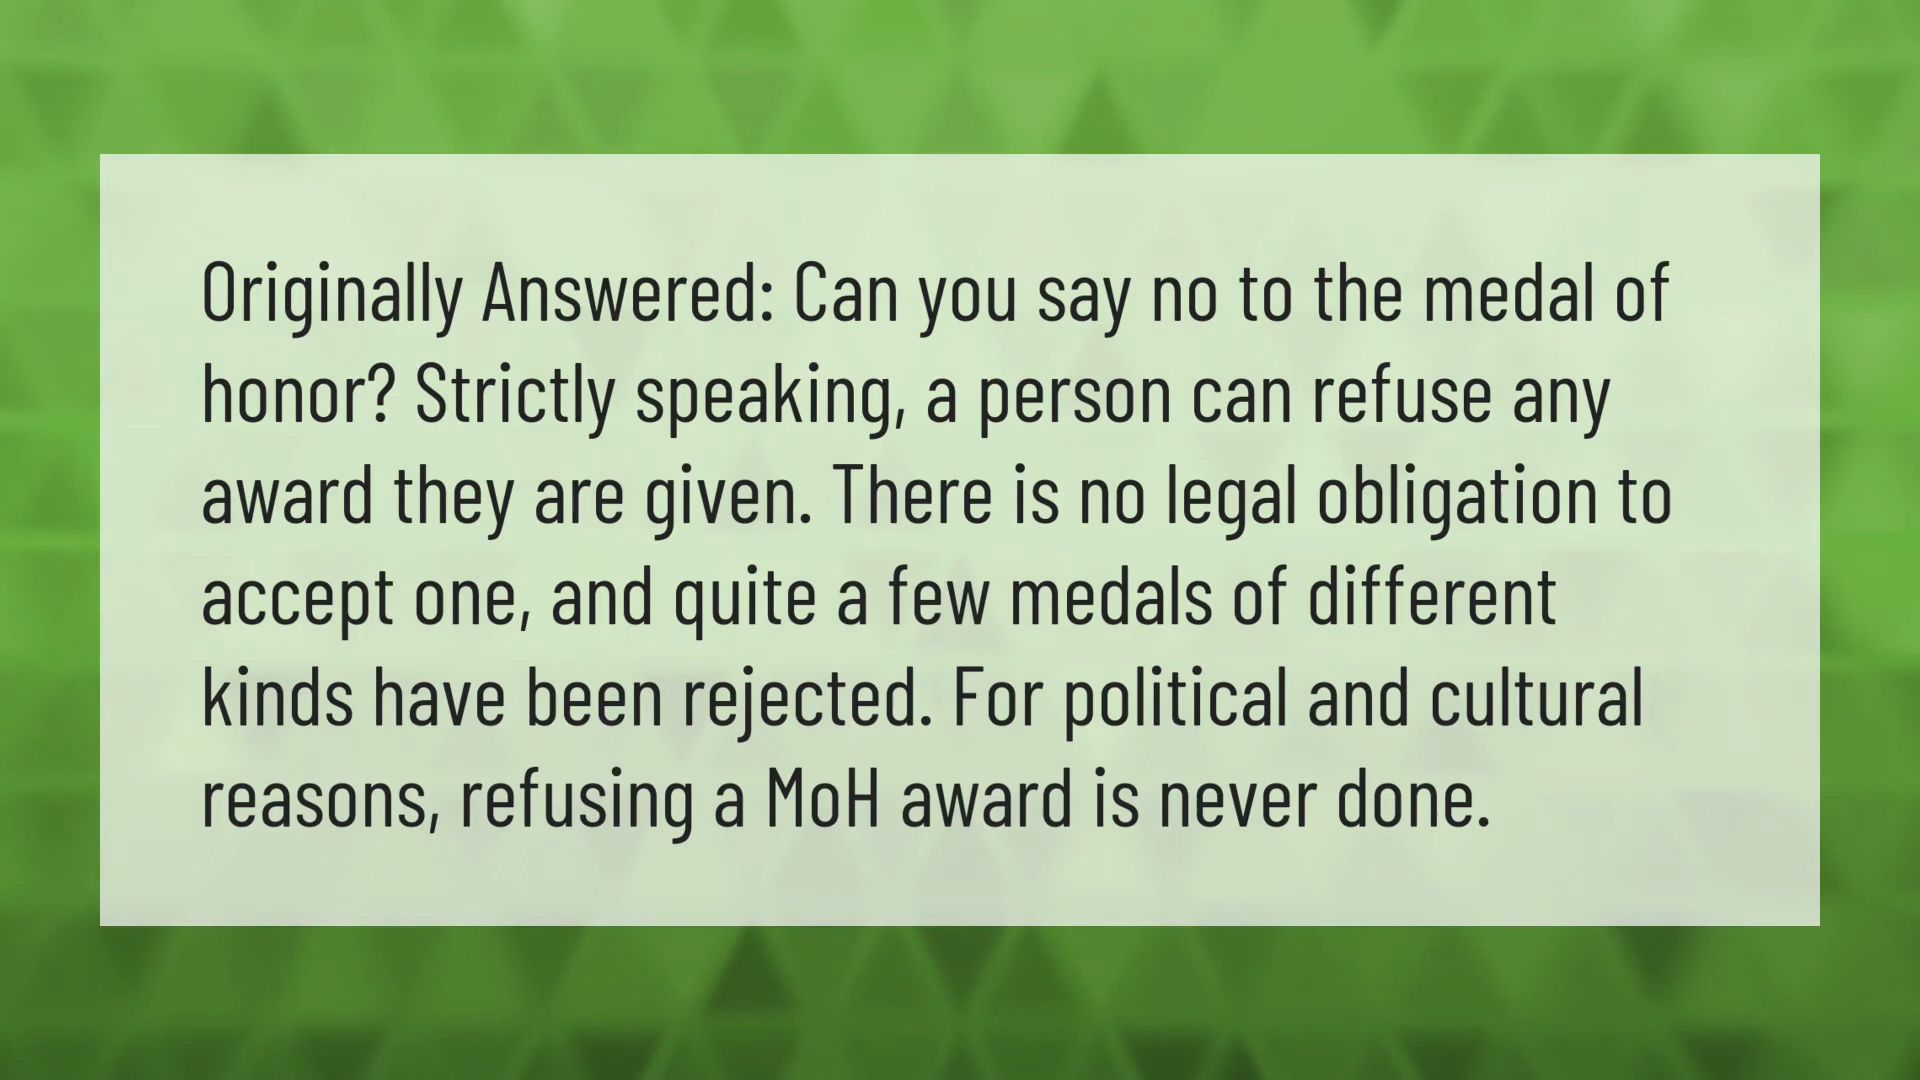 Originally Answered: Can you say no to the medal of
honor? Strictly speaking, a person can refuse any
award they are given. There is no legal obligation to
accept one, and quite a few medals of different
kinds have been rejected. For political and cultural
reasons, refusing a MoH award is never done.